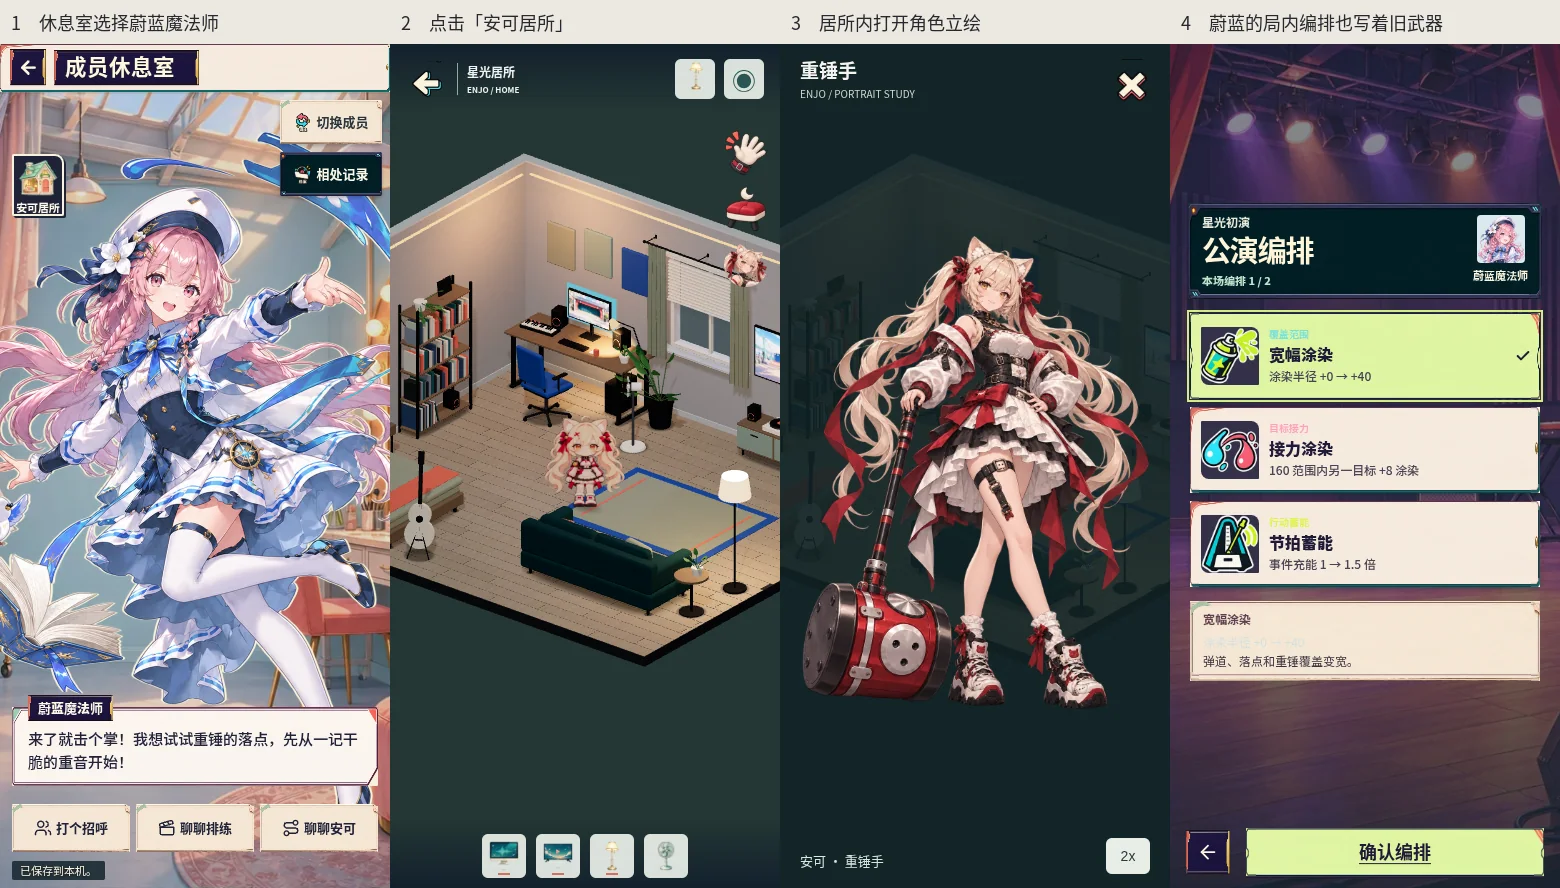 1 休息室选择蔚蓝魔法师
成员休息室
切换成员
相处记录
安可居所
蔚蓝魔法师
来了就击个掌！我想试试重锤的落点，先从一记干
脆的重音开始！
打个招呼
聊聊排练
聊聊安可
已保存到本机。
2 点击「安可居所」
星光居所
ENJO / HOME
3 居所内打开角色立绘
重锤手
ENJO / PORTRAIT STUDY
安可 · 重锤手
2x
4 蔚蓝的局内编排也写着旧武器
星光初演
公演编排
本场编排 1 / 2
蔚蓝魔法师
覆盖范围
宽幅涂染
涂染半径 +0 → +40
目标接力
接力涂染
160 范围内另一目标 +8 涂染
行动蓄能
节拍蓄能
事件充能 1 → 1.5 倍
宽幅涂染
涂染半径 +0 → +40
弹道、落点和重锤覆盖变宽。
确认编排